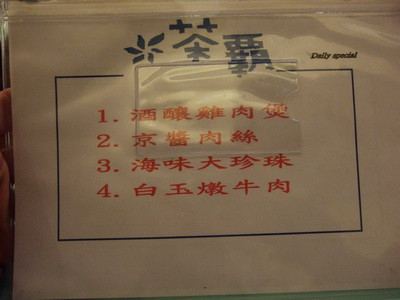 茶霸
Daily special
1. 酒釀雞肉煲
2. 京醬肉絲
3. 海味大珍珠
4. 白玉燉牛肉